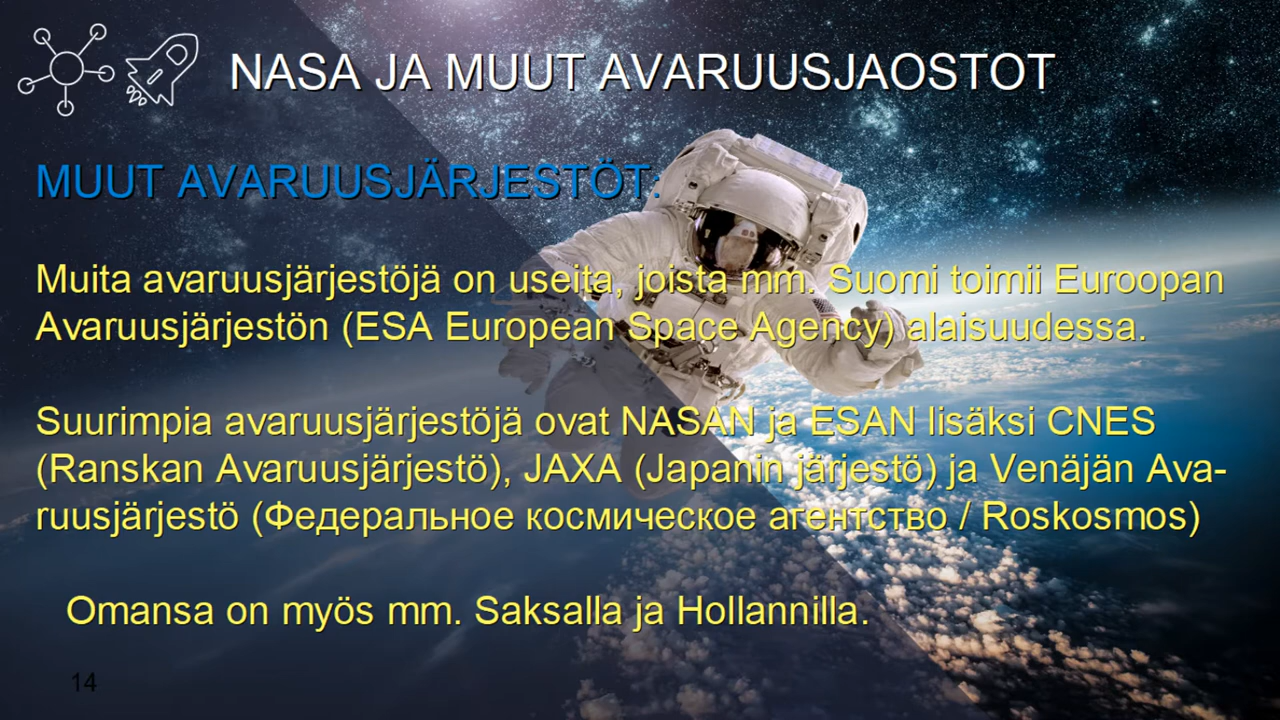 NASA JA MUUT AVARUUSJAOSTOT
MUUT AVARUUSJÄRJESTÖT:
Muita avaruusjärjestöjä on useita, joista mm. Suomi toimii Euroopan
Avaruusjärjestön (ESA European Space Agency) alaisuudessa.
Suurimpia avaruusjärjestöjä ovat NASAN ja ESAN lisäksi CNES
(Ranskan Avaruusjärjestö), JAXA (Japanin järjestö) ja Venäjän Ava-
ruusjärjestö (Федеральное космическое агентство / Roskosmos)
Omansa on myös mm. Saksalla ja Hollannilla.
14